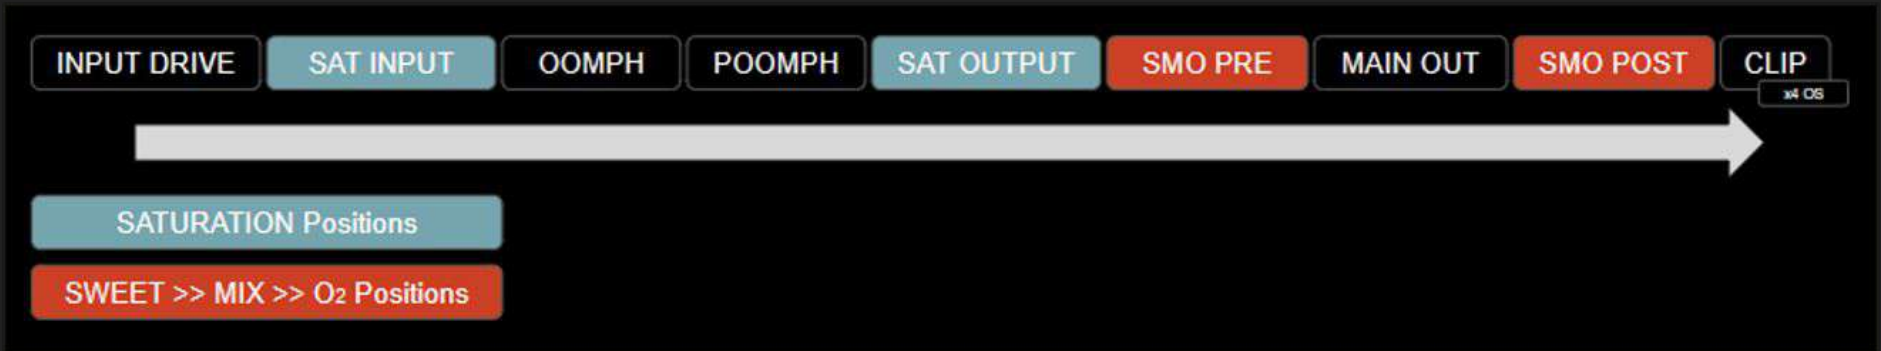 INPUT DRIVE SAT INPUT OOMPH POOMPH SAT OUTPUT SMO PRE MAIN OUT SMO POST CLIP
x4 OS
SATURATION Positions
SWEET >> MIX >> O2 Positions